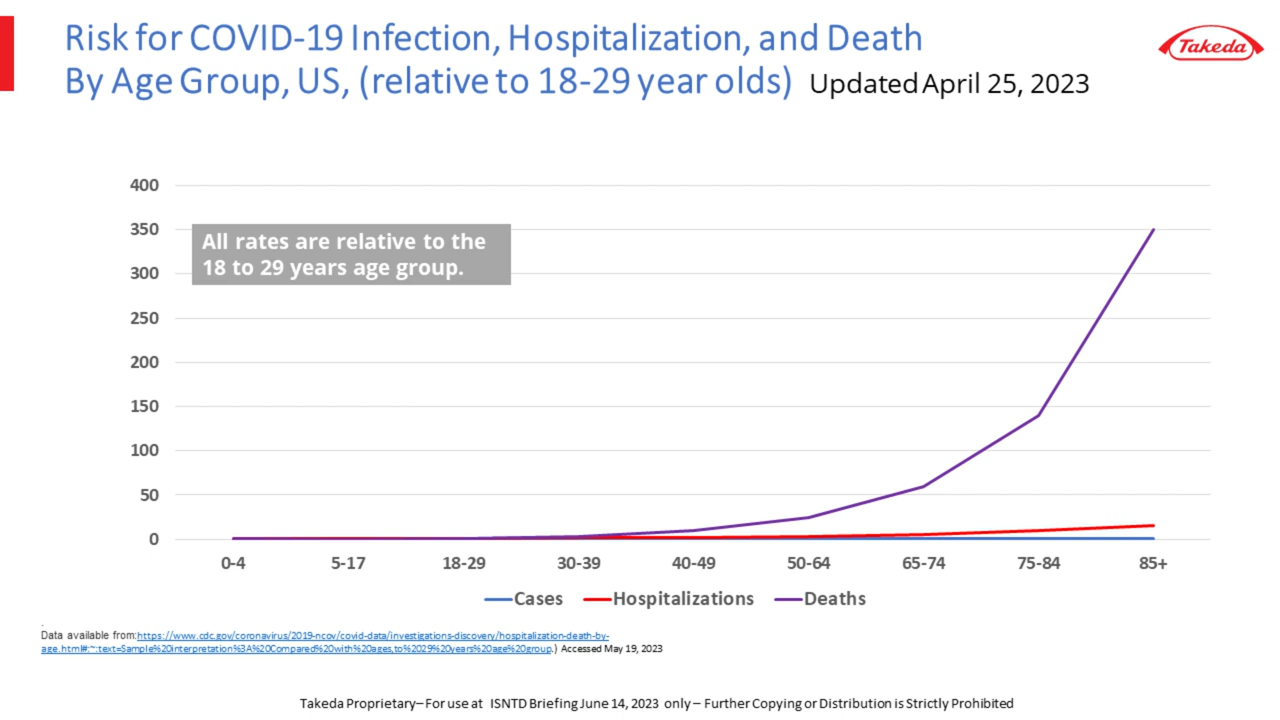 Risk for COVID-19 Infection, Hospitalization, and Death
By Age Group, US, (relative to 18-29 year olds) Updated April 25, 2023
Takeda
400
350
300
250
200
150
100
50
0
All rates are relative to the
18 to 29 years age group.
0-4 5-17 18-29 30-39 40-49 50-64 65-74 75-84 85+
Cases Hospitalizations Deaths
.
Data available from:https://www.cdc.gov/coronavirus/2019-ncov/covid-data/investigations-discovery/hospitalization-death-by-
age.html#:~:text=Sample%20interpretation%3A%20Compared%20with%20ages,to%2029%20years%20age%20group.) Accessed May 19, 2023
Takeda Proprietary– For use at ISNTD Briefing June 14, 2023 only – Further Copying or Distribution is Strictly Prohibited